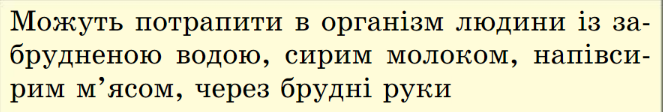 Можуть потрапити в організм людини із за-
брудненою водою, сирим молоком, напівси-
рим м’ясом, через брудні руки